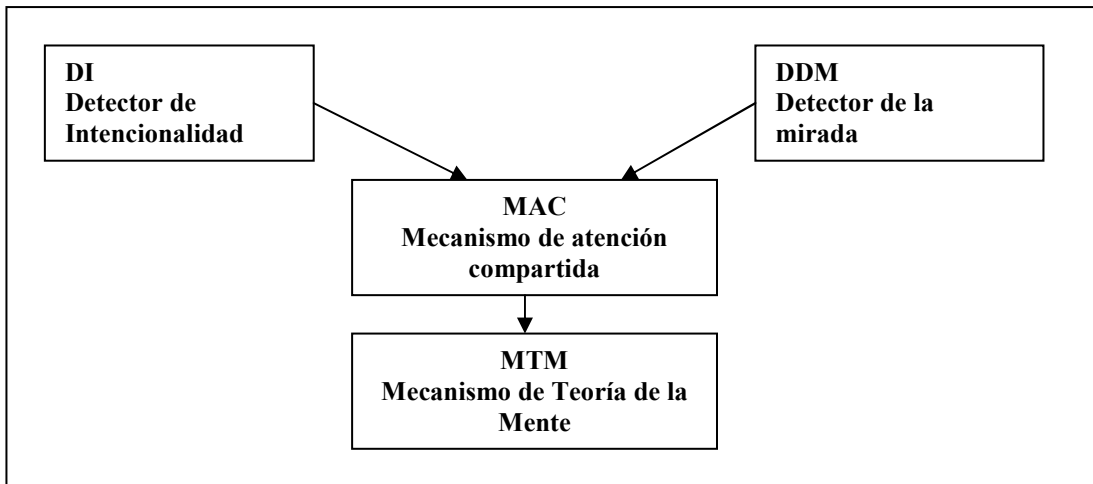 DI
Detector de
Intencionalidad
DDM
Detector de la
mirada
MAC
Mecanismo de atención
compartida
MTM
Mecanismo de Teoría de la
Mente